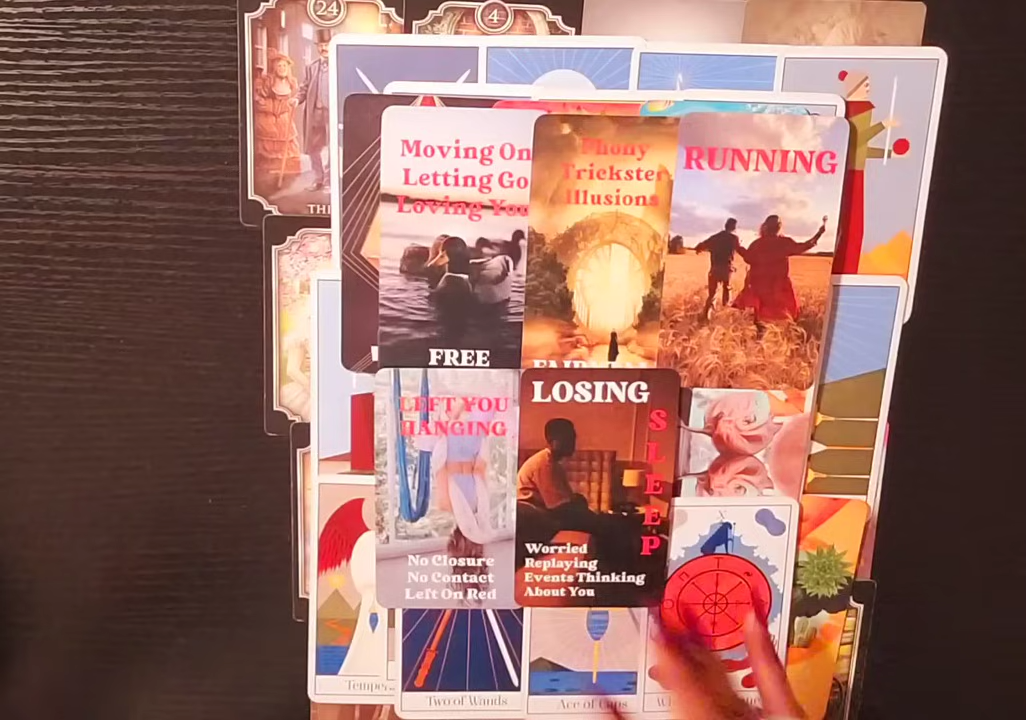 24
4
Moving On
Letting Go
Loving You
FREE
Phony
Trickster
Illusions
RUNNING
LEFT YOU
HANGING
No Closure
No Contact
Left On Red
LOSING
SLEEP
Worried
Replaying
Events Thinking
About You
X
Two of Wands
Ace of Cups